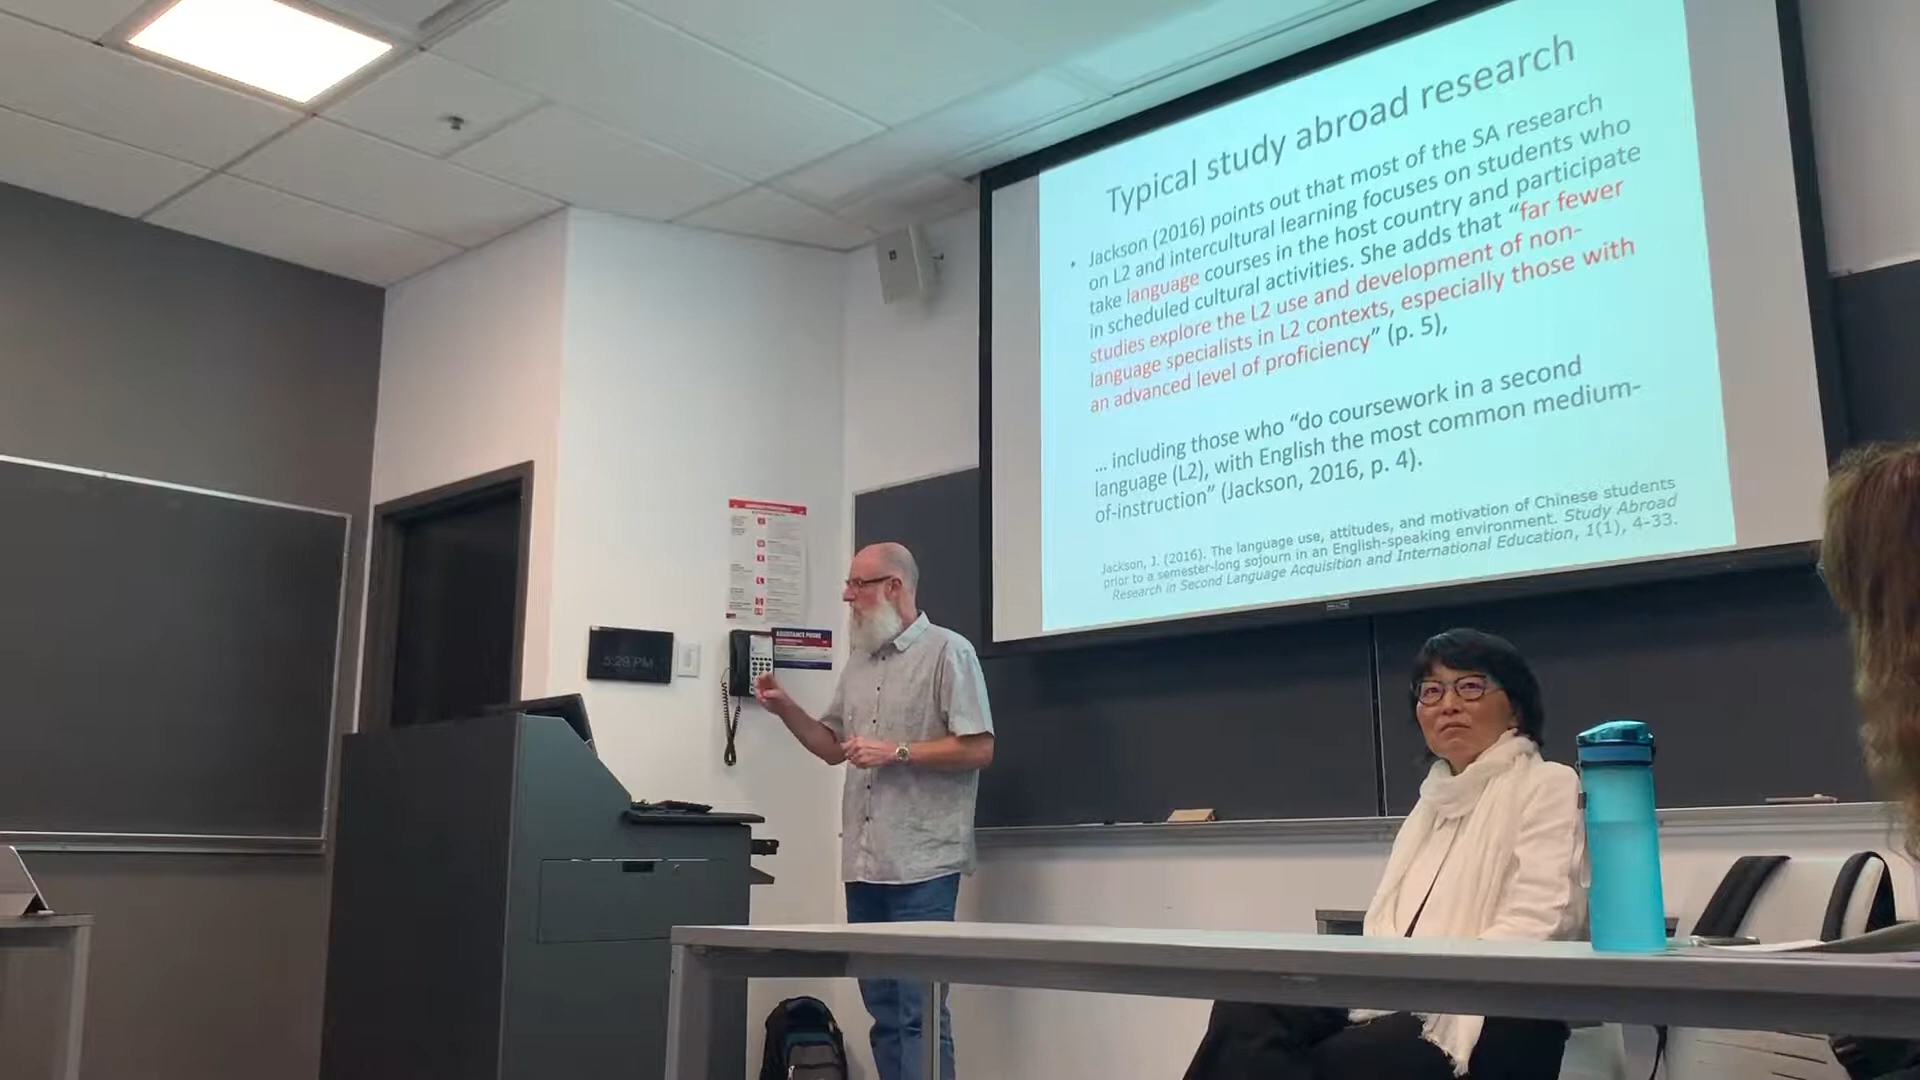 Typical study abroad research
• Jackson (2016) points out that most of the SA research
on L2 and intercultural learning focuses on students who
take language courses in the host country and participate
in scheduled cultural activities. She adds that “far fewer
studies explore the L2 use and development of non-
language specialists in L2 contexts, especially those with
an advanced level of proficiency” (p. 5),
... including those who “do coursework in a second
language (L2), with English the most common medium-
of-instruction” (Jackson, 2016, p. 4).
Jackson, J. (2016). The language use, attitudes, and motivation of Chinese students
prior to a semester-long sojourn in an English-speaking environment. Study Abroad
Research in Second Language Acquisition and International Education, 1(1), 4-33.
5:29 PM
ASSISTANCE PHONE